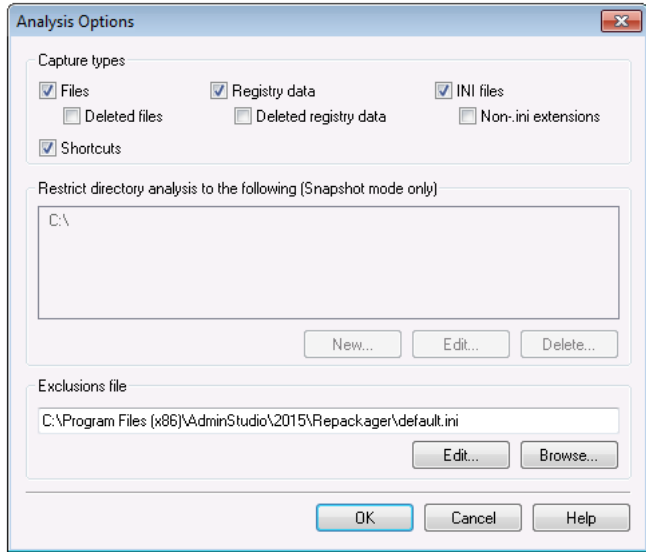 Analysis Options
Capture types
Files Registry data INI files
Deleted files Deleted registry data Non-.ini extensions
Shortcuts
Restrict directory analysis to the following (Snapshot mode only)
C:\
New... Edit... Delete...
Exclusions file
C:\Program Files (x86)\AdminStudio\2015\Repackager\default.ini
Edit... Browse...
OK Cancel Help